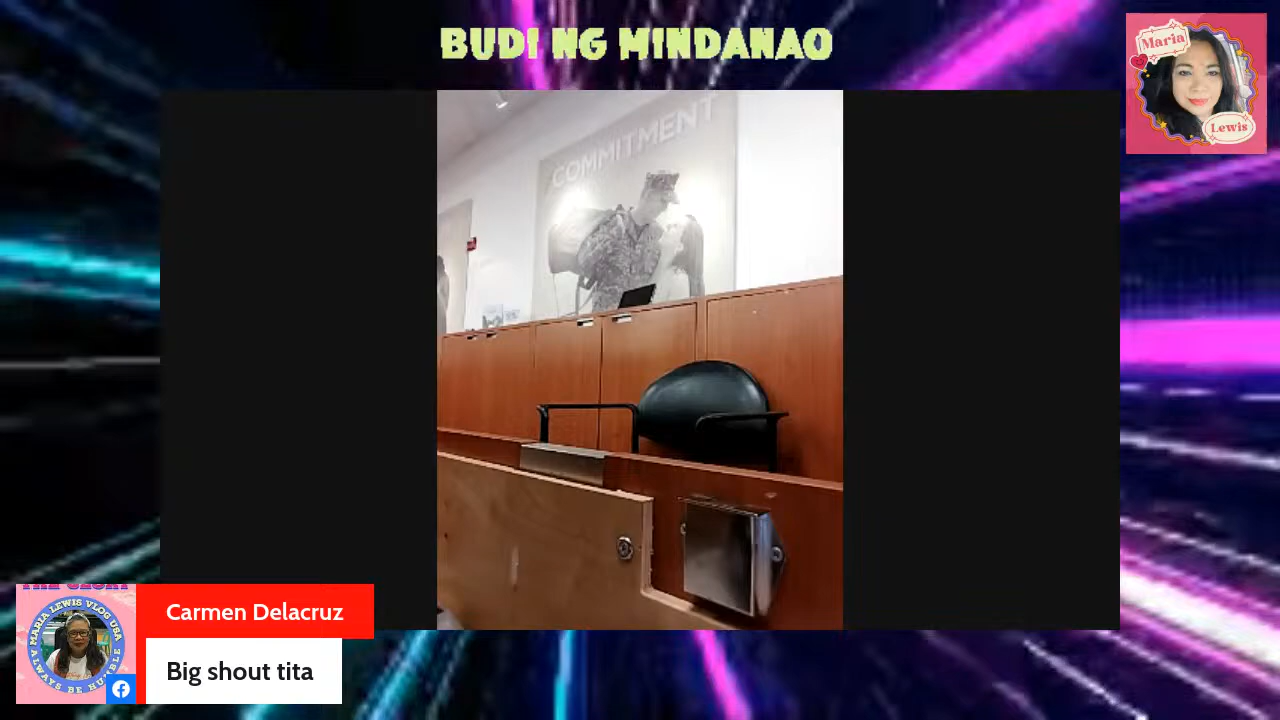 BUDI NG MINDANAO
Maria
Lewis
COMMITMENT
MARIA LEWIS VLOG USA
ALWAYS BE HUMBLE
Carmen Delacruz
Big shout tita